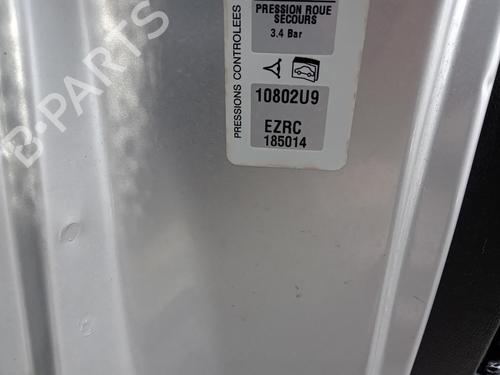 PRESSION ROUE
SECOURS
3.4 Bar
PRESSIONS CONTROLEES
10802U9
EZRC
185014
B-PARTS